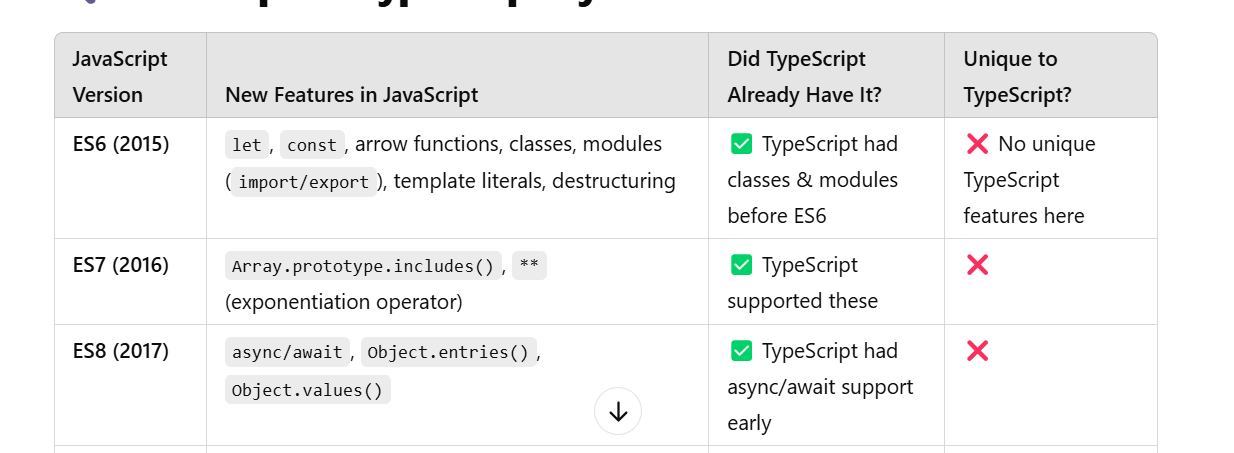 JavaScript Version
New Features in JavaScript
Did TypeScript Already Have It?
Unique to TypeScript?
ES6 (2015)
let, const, arrow functions, classes, modules
(import/export), template literals, destructuring
✅ TypeScript had
classes & modules
before ES6
❌ No unique
TypeScript
features here
ES7 (2016)
Array.prototype.includes(), **
(exponentiation operator)
✅ TypeScript
supported these
❌
ES8 (2017)
async/await, Object.entries(),
Object.values()
✅ TypeScript had
async/await support
early
❌